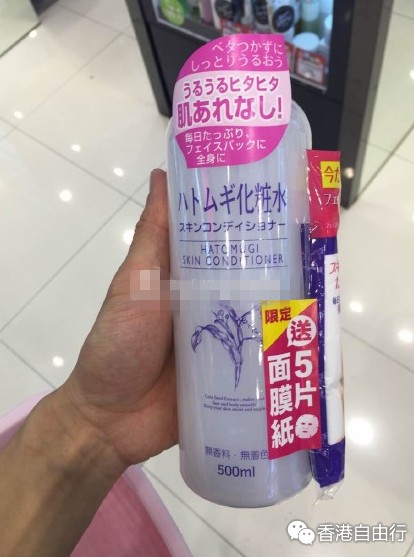 ベタつかずに
しっとりうるおう
うるうるヒタヒタ
肌あれなし!
毎日たっぷり、
フェイスパックに
全身に
ハトムギ化粧水
スキンコンディショナー
HATOMUGI
SKIN CONDITIONER
限定
送5片
面膜紙
無香料・無着色
500ml
香港自由行